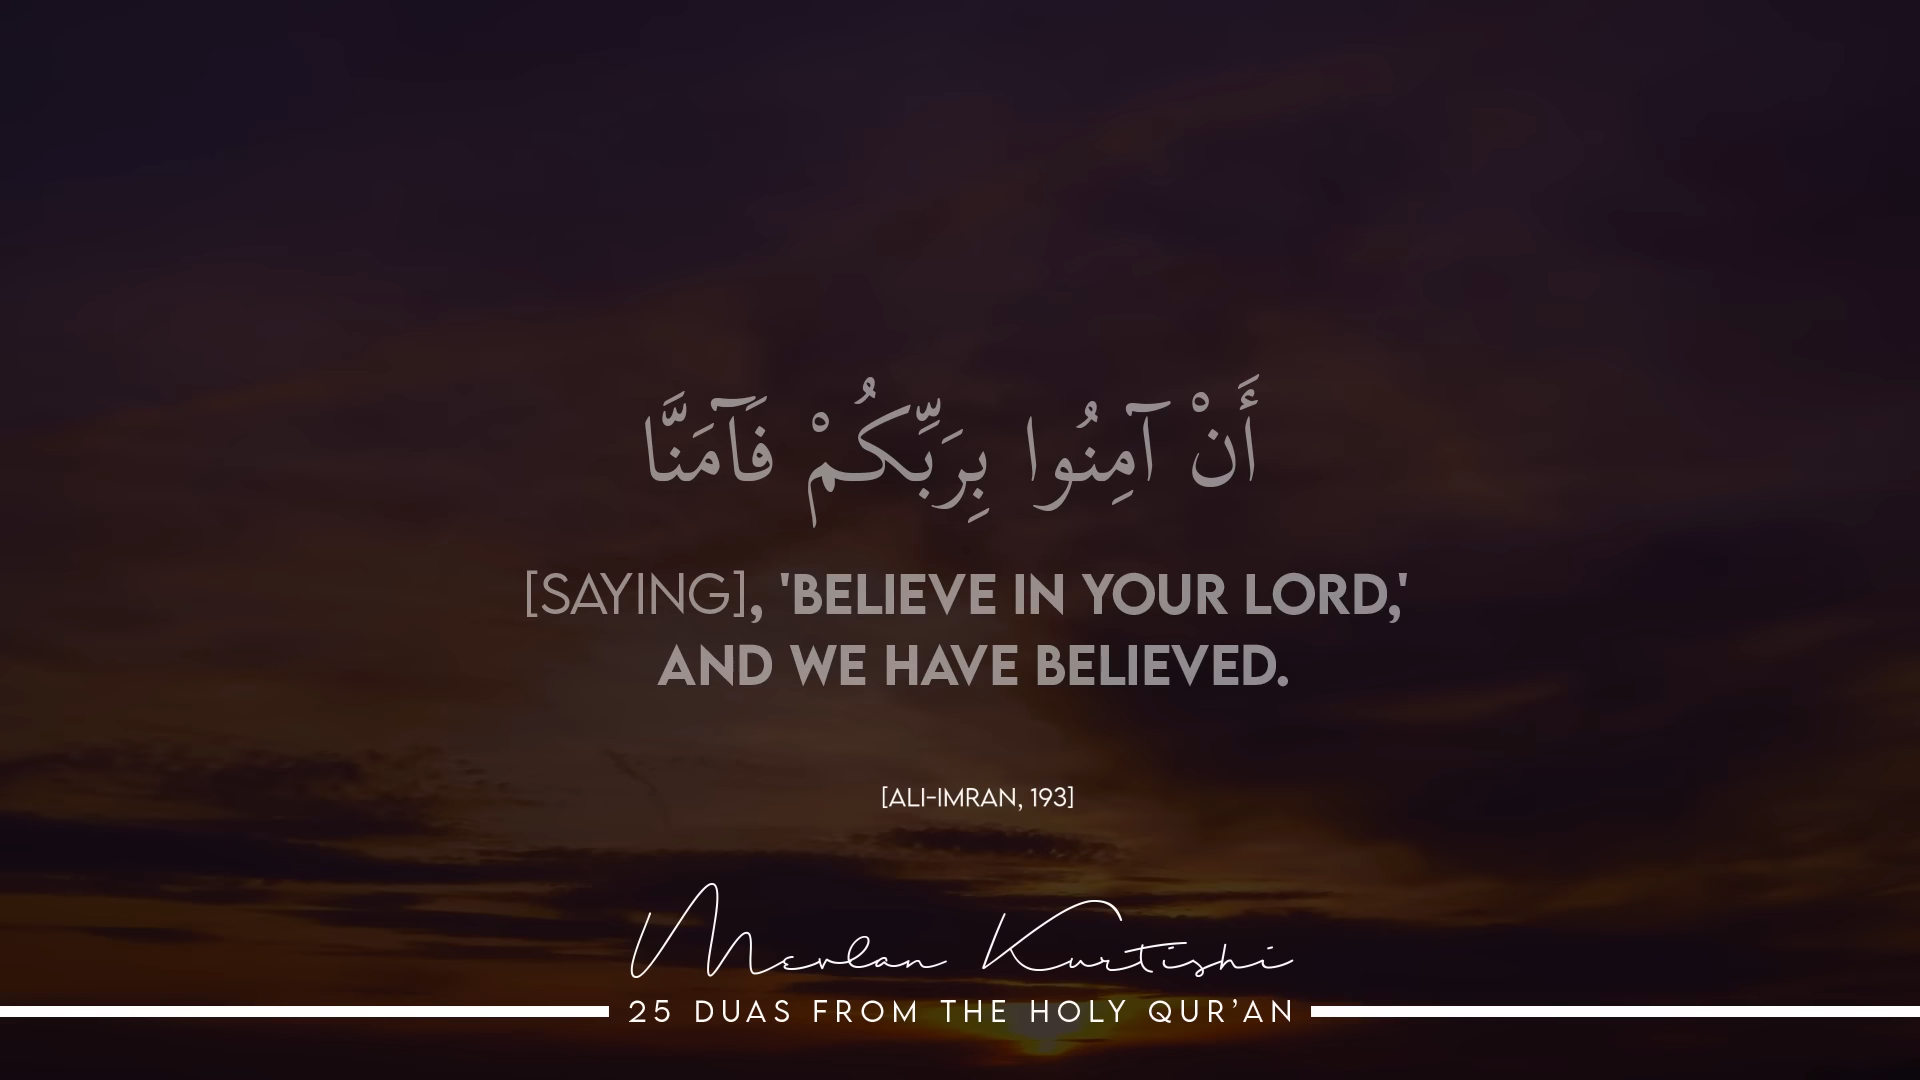 أَنْ آمِنُوا بِرَبِّكُمْ فَآمَنَّا
[SAYING], 'BELIEVE IN YOUR LORD,'
AND WE HAVE BELIEVED.
[ALI-IMRAN, 193]
Mevlan Kurtishi
25 DUAS FROM THE HOLY QUR’AN